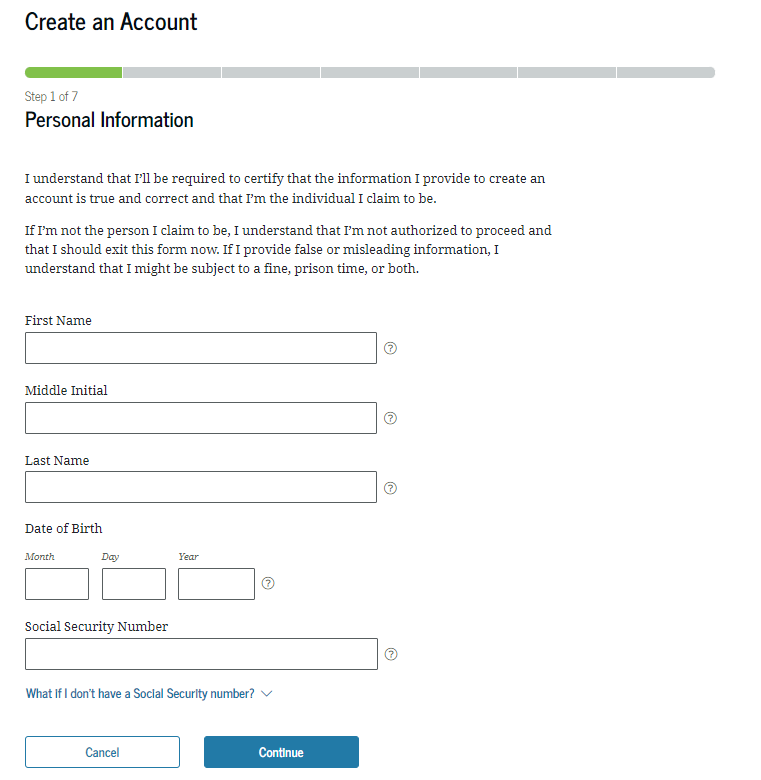 Create an Account
Step 1 of 7
Personal Information
I understand that I'll be required to certify that the information I provide to create an
account is true and correct and that I'm the individual I claim to be.
If I'm not the person I claim to be, I understand that I'm not authorized to proceed and
that I should exit this form now. If I provide false or misleading information, I
understand that I might be subject to a fine, prison time, or both.
First Name
?
Middle Initial
?
Last Name
?
Date of Birth
Month Day Year
?
Social Security Number
?
What if I don't have a Social Security number?
Cancel Continue